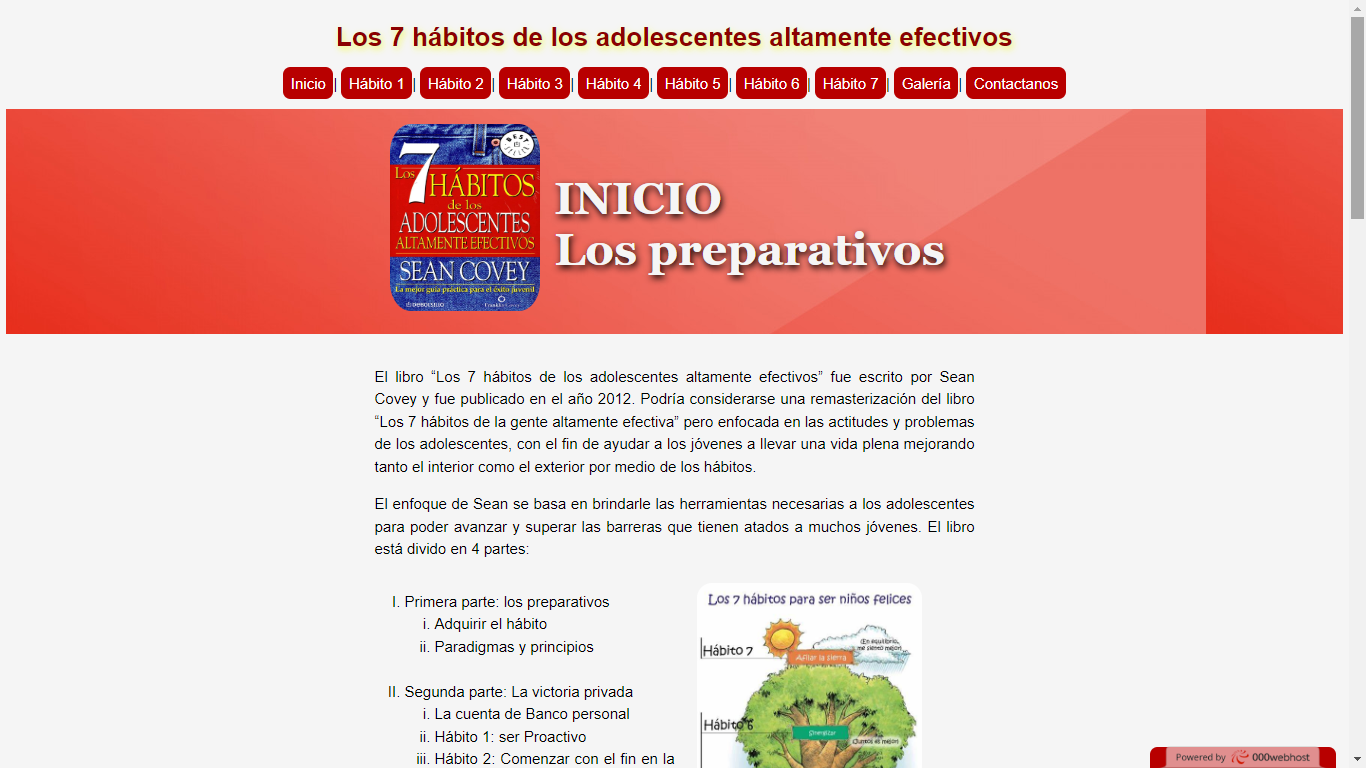 Los 7 hábitos de los adolescentes altamente efectivos
Inicio | Hábito 1 | Hábito 2 | Hábito 3 | Hábito 4 | Hábito 5 | Hábito 6 | Hábito 7 | Galería | Contactanos
BEST
SELLER
Los 7 HÁBITOS
de los
ADOLESCENTES
ALTAMENTE EFECTIVOS
SEAN COVEY
La mejor guía práctica para el éxito juvenil
DEBOLSILLO
INICIO
Los preparativos
El libro “Los 7 hábitos de los adolescentes altamente efectivos” fue escrito por Sean
Covey y fue publicado en el año 2012. Podría considerarse una remasterización del libro
“Los 7 hábitos de la gente altamente efectiva” pero enfocada en las actitudes y problemas
de los adolescentes, con el fin de ayudar a los jóvenes a llevar una vida plena mejorando
tanto el interior como el exterior por medio de los hábitos.
El enfoque de Sean se basa en brindarle las herramientas necesarias a los adolescentes
para poder avanzar y superar las barreras que tienen atados a muchos jóvenes. El libro
está divido en 4 partes:
I. Primera parte: los preparativos
i. Adquirir el hábito
ii. Paradigmas y principios
II. Segunda parte: La victoria privada
i. La cuenta de Banco personal
ii. Hábito 1: ser Proactivo
iii. Hábito 2: Comenzar con el fin en la
Los 7 hábitos para ser niños felices
Hábito 7
Afilar la sierra
¡En equilibrio,
me siento mejor!
Hábito 6
Sinergizar
¡Juntos es mejor!
Powered by 000webhost